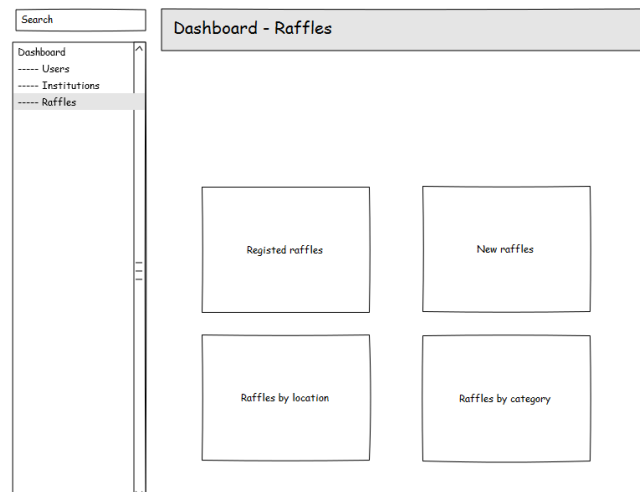 Search
Dashboard - Raffles
Dashboard
----- Users
----- Institutions
----- Raffles
Registed raffles
New raffles
Raffles by location
Raffles by category